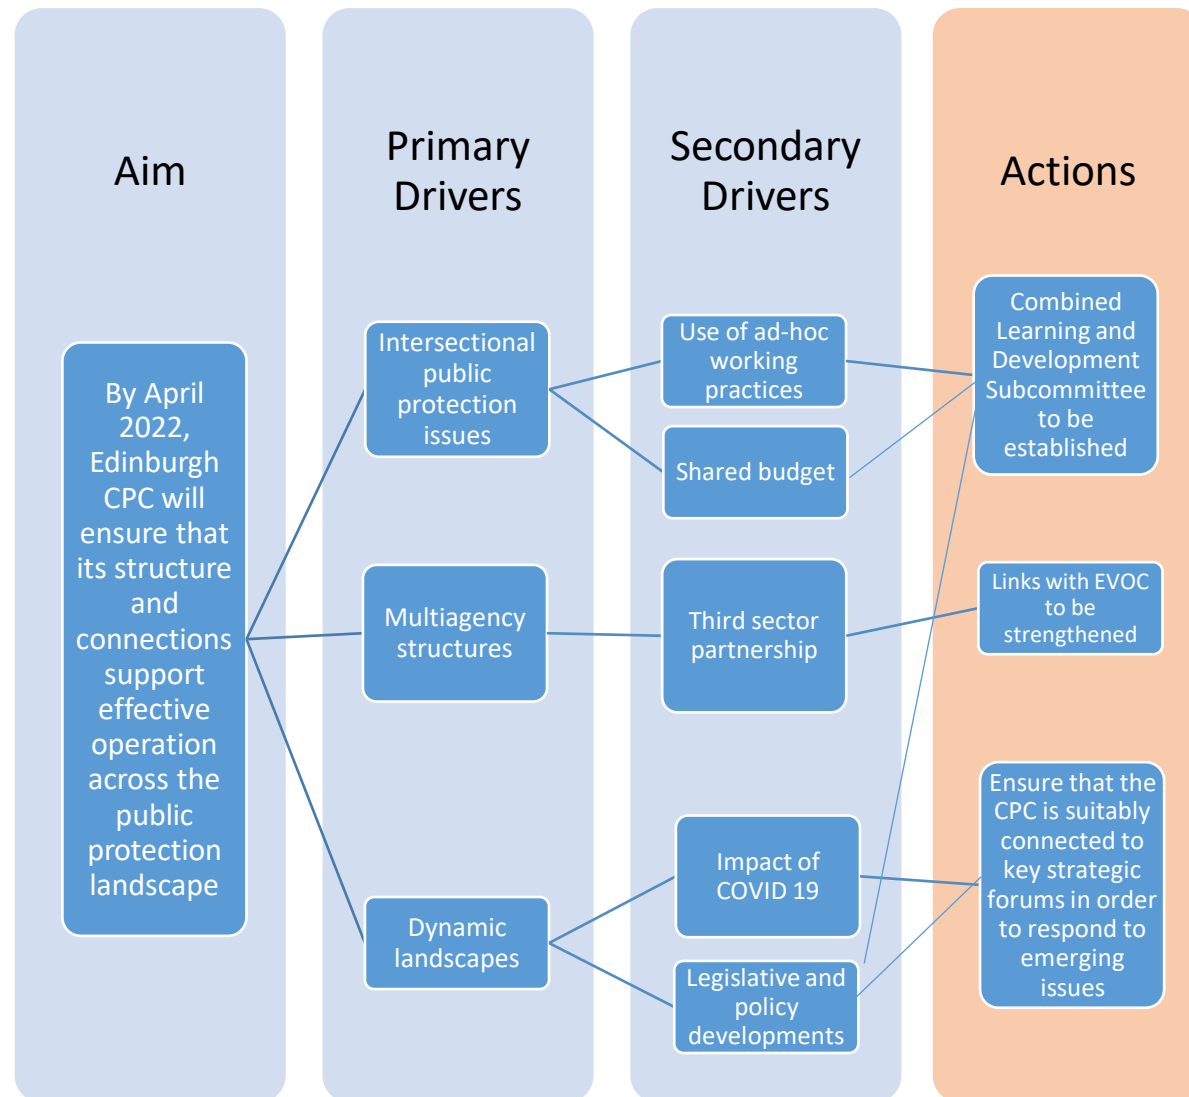 Aim
By April
2022,
Edinburgh
CPC will
ensure that
its structure
and
connections
support
effective
operation
across the
public
protection
landscape
Primary
Drivers
Intersectional
public
protection
issues
Multiagency
structures
Dynamic
landscapes
Secondary
Drivers
Use of ad-hoc
working
practices
Shared budget
Third sector
partnership
Impact of
COVID 19
Legislative and
policy
developments
Actions
Combined
Learning and
Development
Subcommittee
to be
established
Links with EVOC
to be
strengthened
Ensure that the
CPC is suitably
connected to
key strategic
forums in order
to respond to
emerging
issues